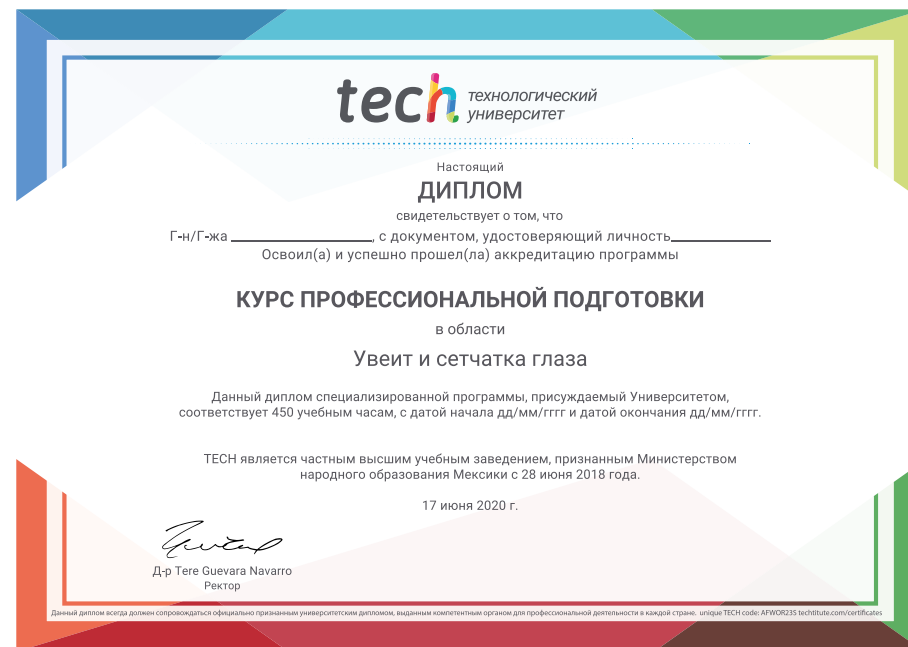 tech технологический
университет
Настоящий
ДИПЛОМ
свидетельствует о том, что
Г-н/Г-жа ____________________, с документом, удостоверяющий личность______________
Освоил(а) и успешно прошел(ла) аккредитацию программы
КУРС ПРОФЕССИОНАЛЬНОЙ ПОДГОТОВКИ
в области
Увеит и сетчатка глаза
Данный диплом специализированной программы, присуждаемый Университетом,
соответствует 450 учебным часам, с датой начала дд/мм/гггг и датой окончания дд/мм/гггг.
TECH является частным высшим учебным заведением, признанным Министерством
народного образования Мексики с 28 июня 2018 года.
17 июня 2020 г.
Д-р Tere Guevara Navarro
Ректор
Данный диплом всегда должен сопровождаться официально признанным университетским дипломом, выданным компетентным органом для профессиональной деятельности в каждой стране. unique TECH code: AFWOR23S techtitute.com/certificates